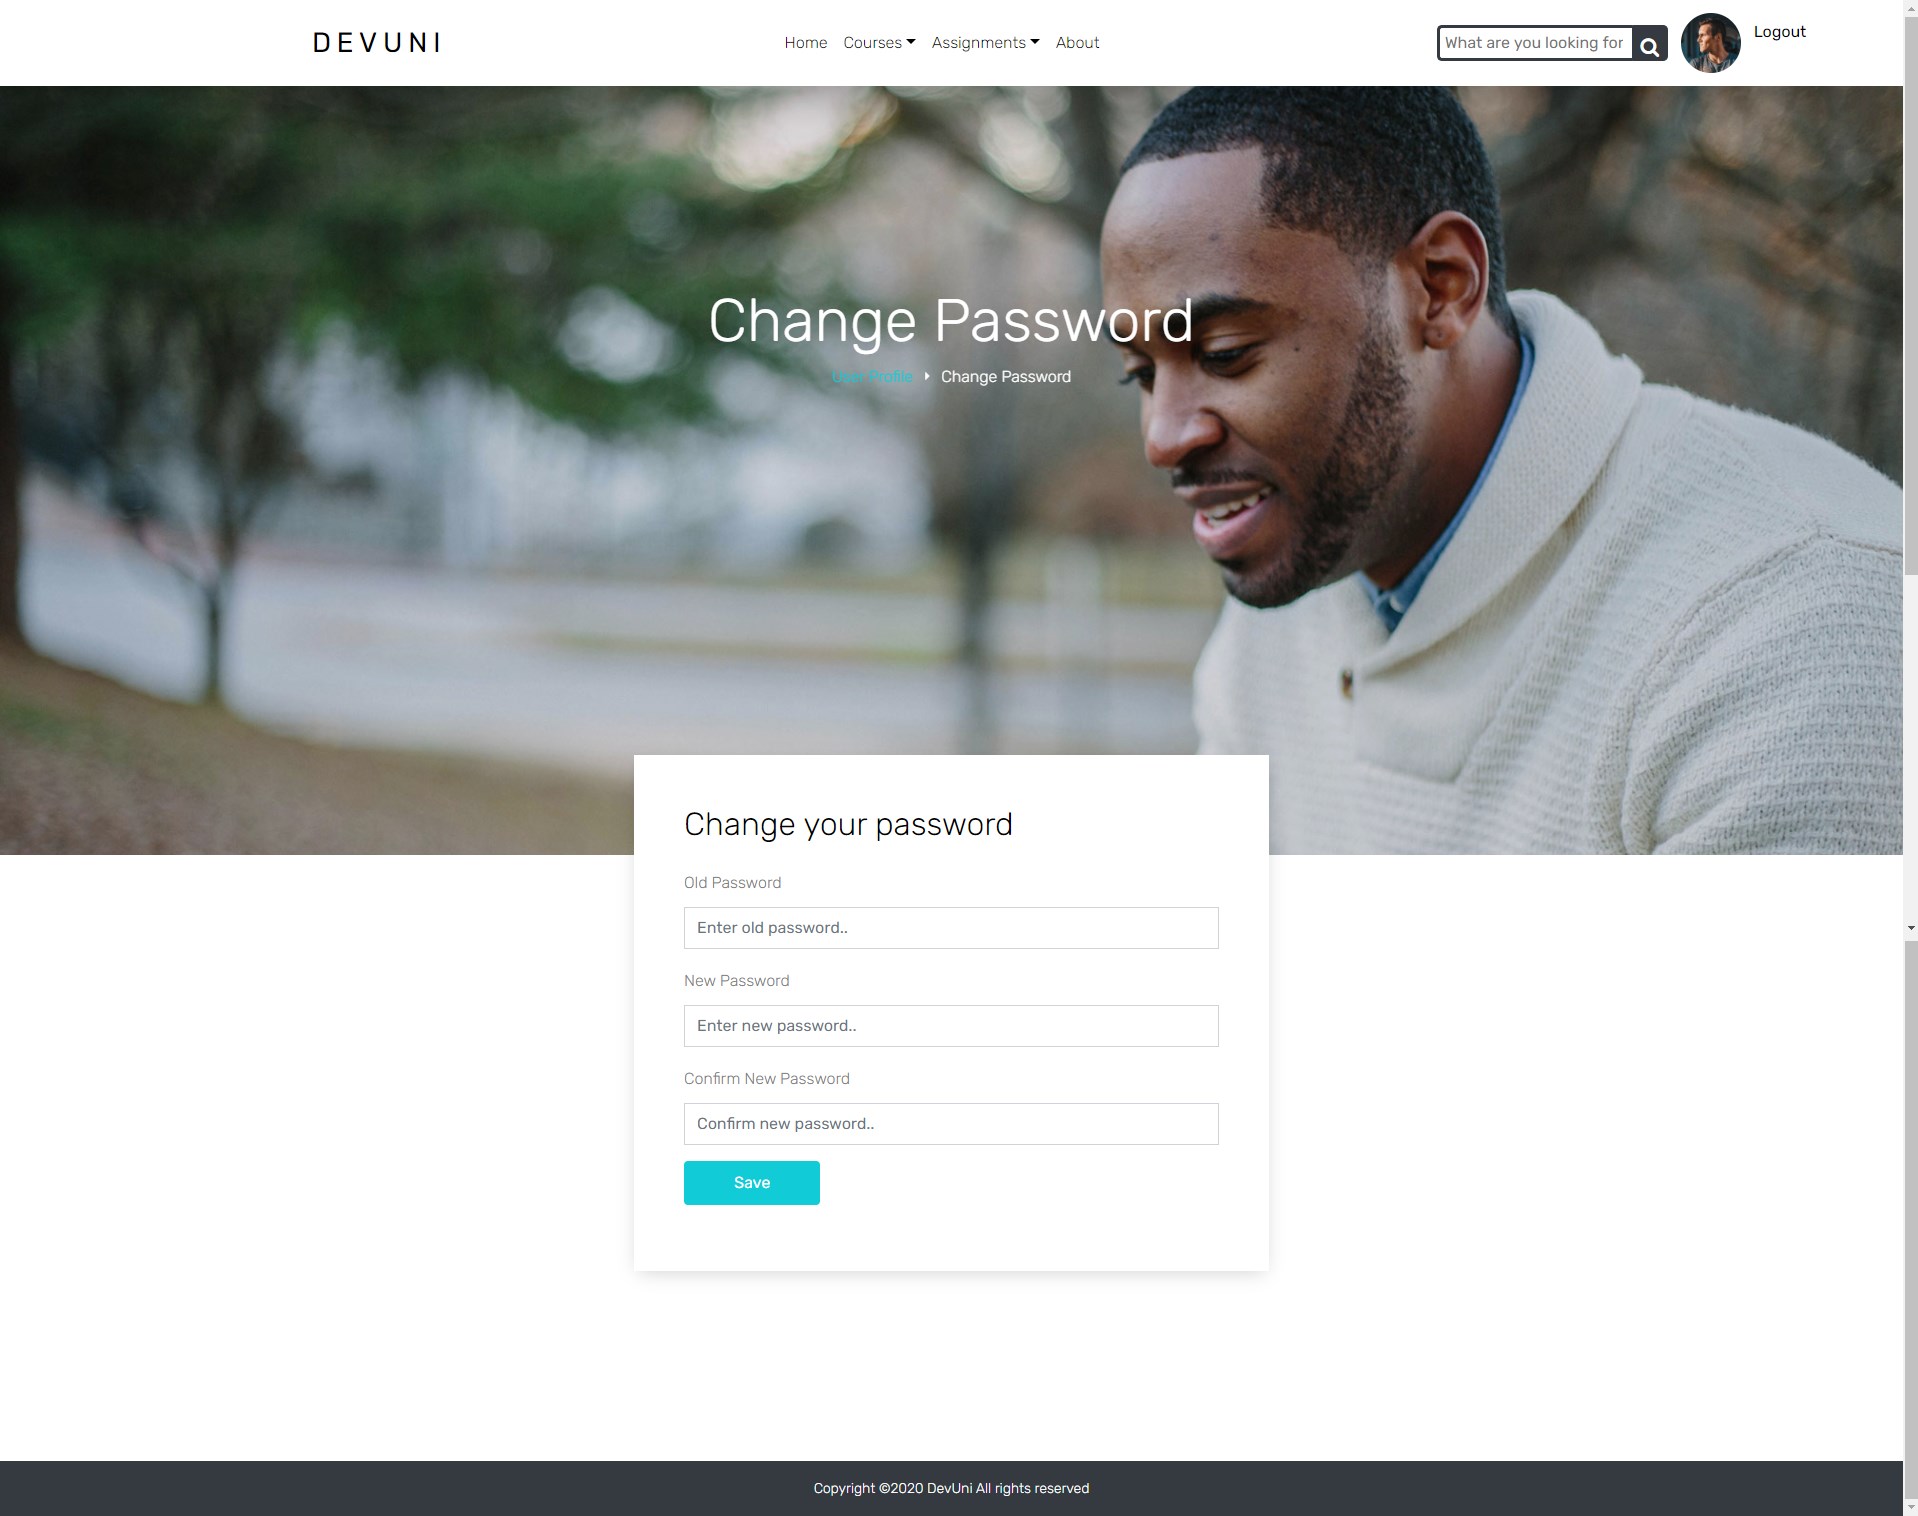 DEVUNI
Home Courses Assignments About
What are you looking for
Logout
Change Password
User Profile Change Password
Change your password
Old Password
Enter old password..
New Password
Enter new password..
Confirm New Password
Confirm new password..
Save
Copyright ©2020 DevUni All rights reserved